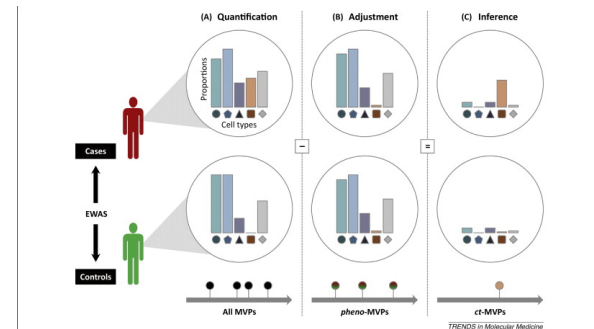 (A) Quantification
(B) Adjustment
(C) Inference
Proportions
Cell types
Cases
−
=
EWAS
Controls
All MVPs
pheno-MVPs
ct-MVPs
TRENDS in Molecular Medicine